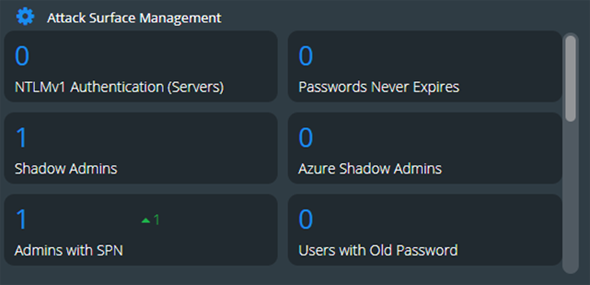 Attack Surface Management
0
NTLMv1 Authentication (Servers)
0
Passwords Never Expires
1
Shadow Admins
0
Azure Shadow Admins
1
1
Admins with SPN
0
Users with Old Password